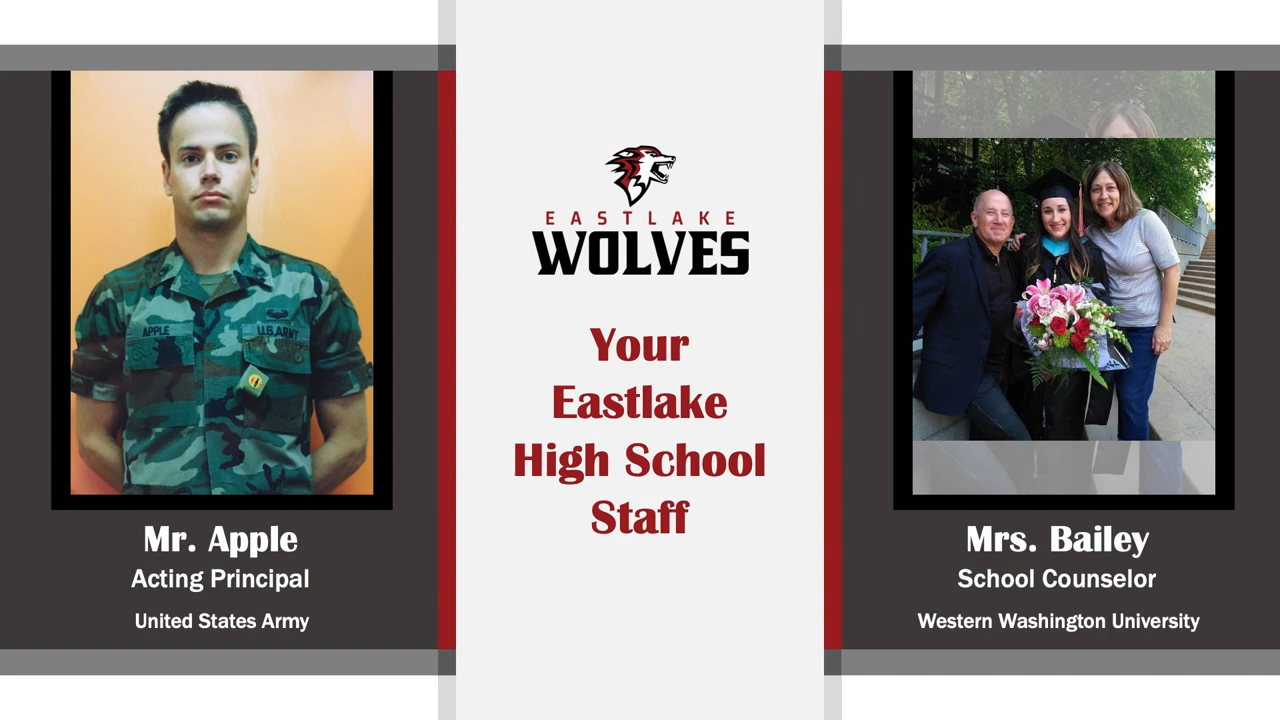 APPLE
U.S. ARMY
Mr. Apple
Acting Principal
United States Army
EASTLAKE
WOLVES
Your
Eastlake
High School
Staff
Mrs. Bailey
School Counselor
Western Washington University